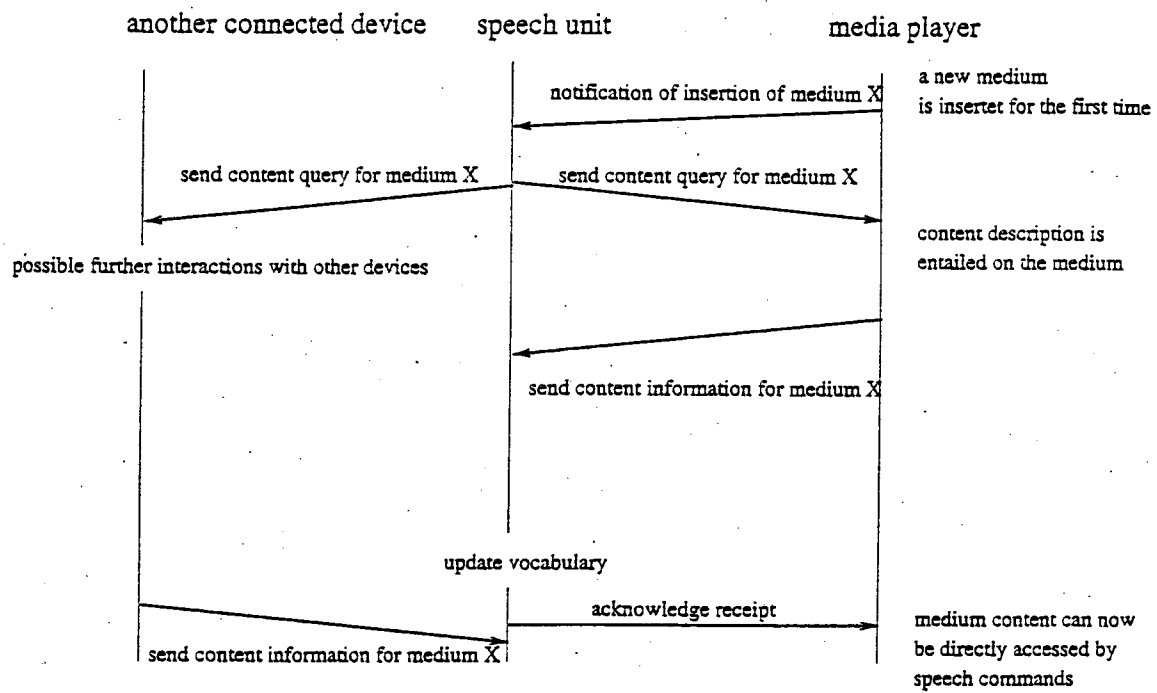 another connected device speech unit media player
a new medium
is insertet for the first time
notification of insertion of medium X
send content query for medium X
send content query for medium X
content description is
entailed on the medium
possible further interactions with other devices
send content information for medium X
update vocabulary
acknowledge receipt
medium content can now
be directly accessed by
speech commands
send content information for medium X